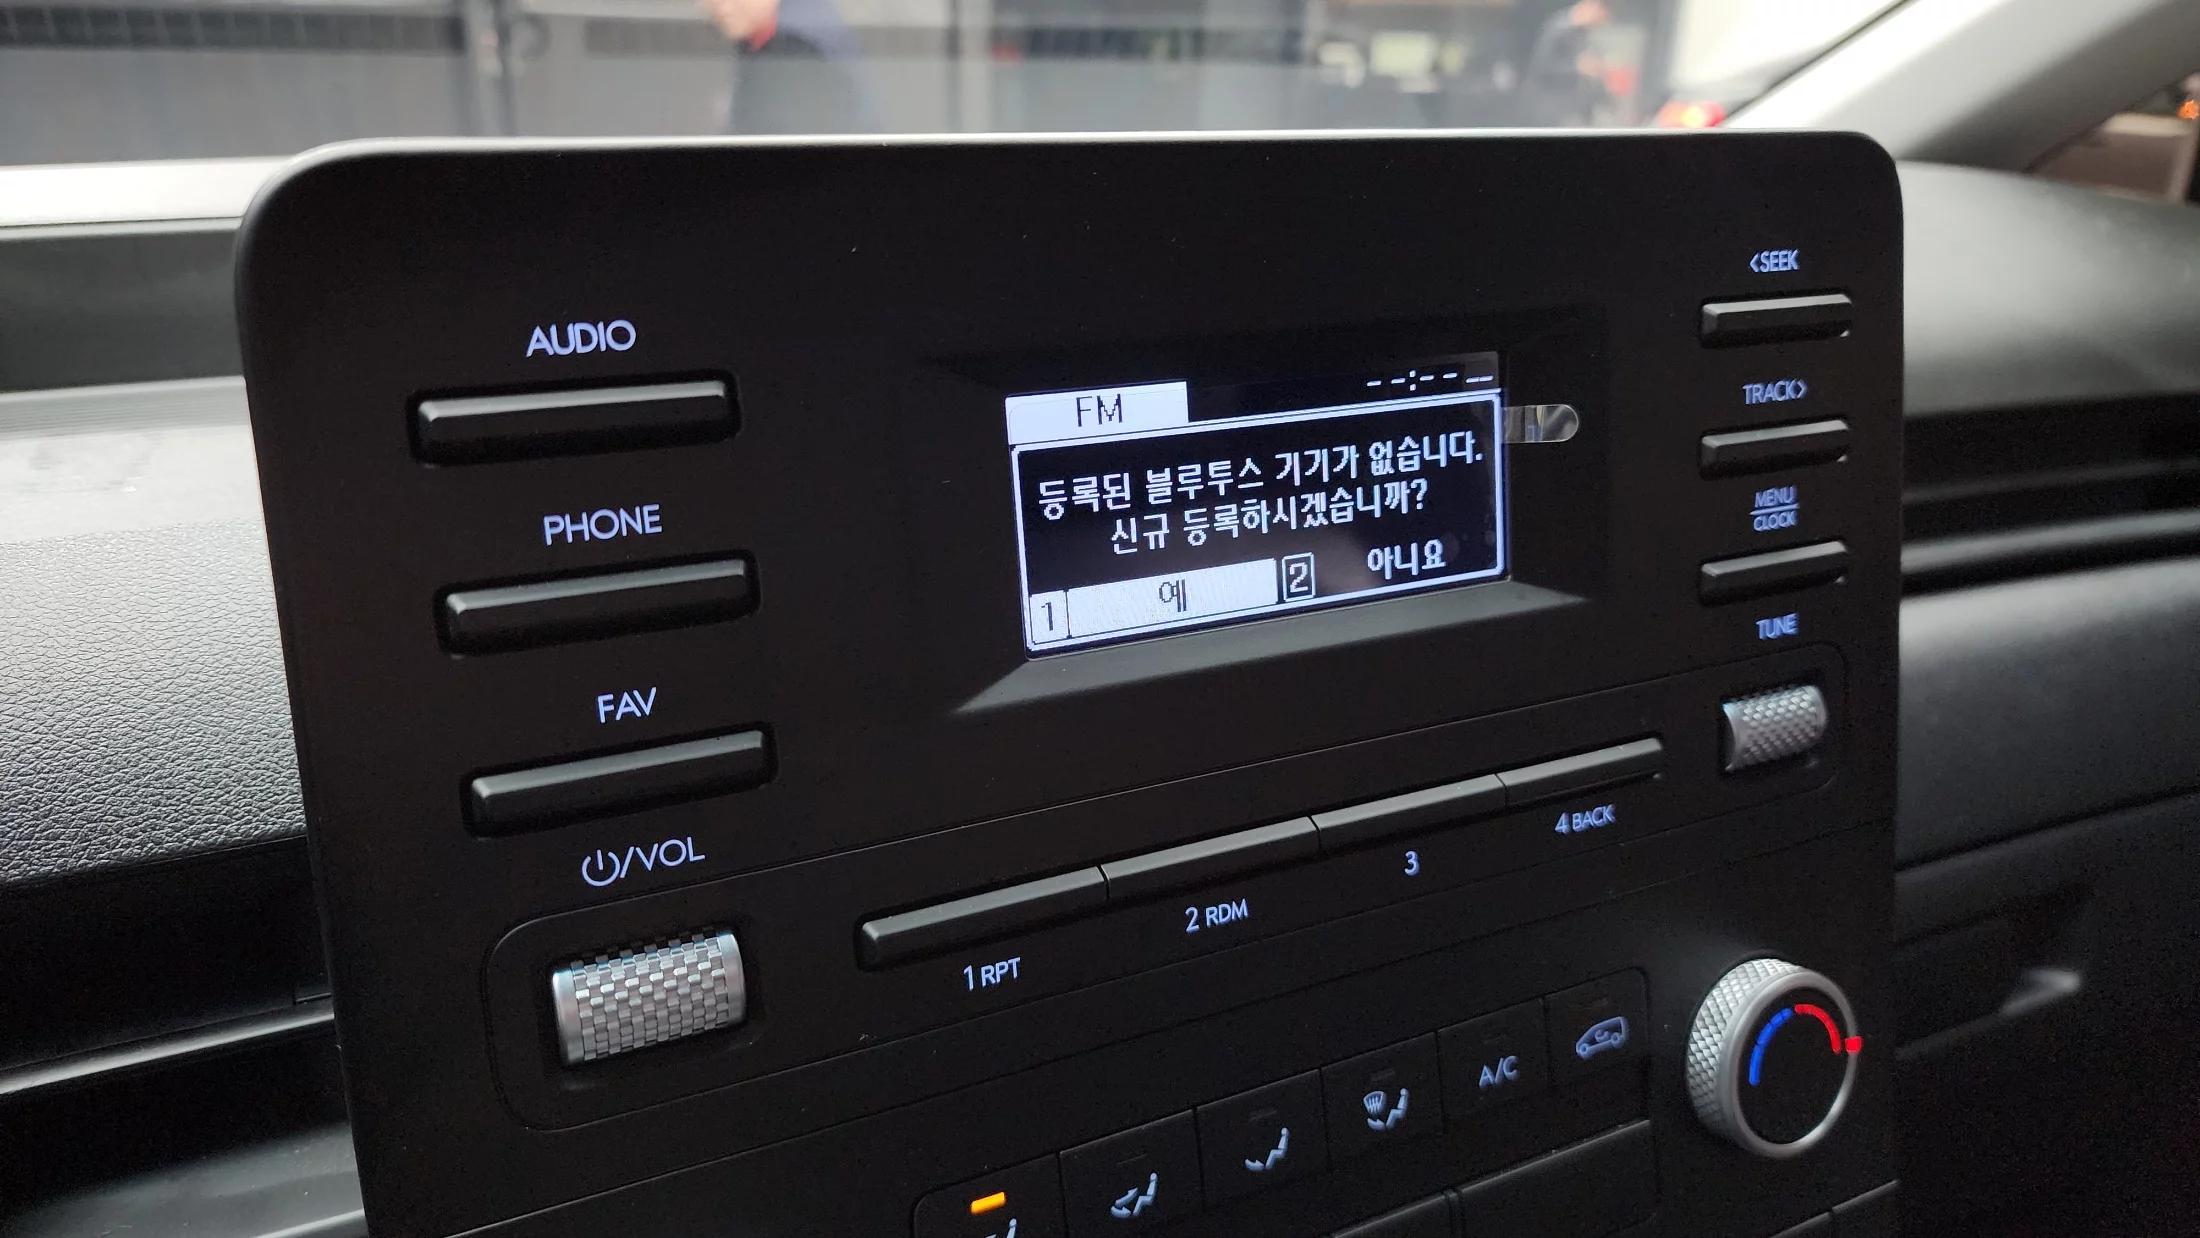 AUDIO
PHONE
FAV
/VOL
FM
--:-- --
등록된 블루투스 기기가 없습니다.
신규 등록하시겠습니까?
1 예 2 아니요
<SEEK
TRACK>
MENU
CLOCK
TUNE
1 RPT
2 RDM
3
4 BACK
A/C